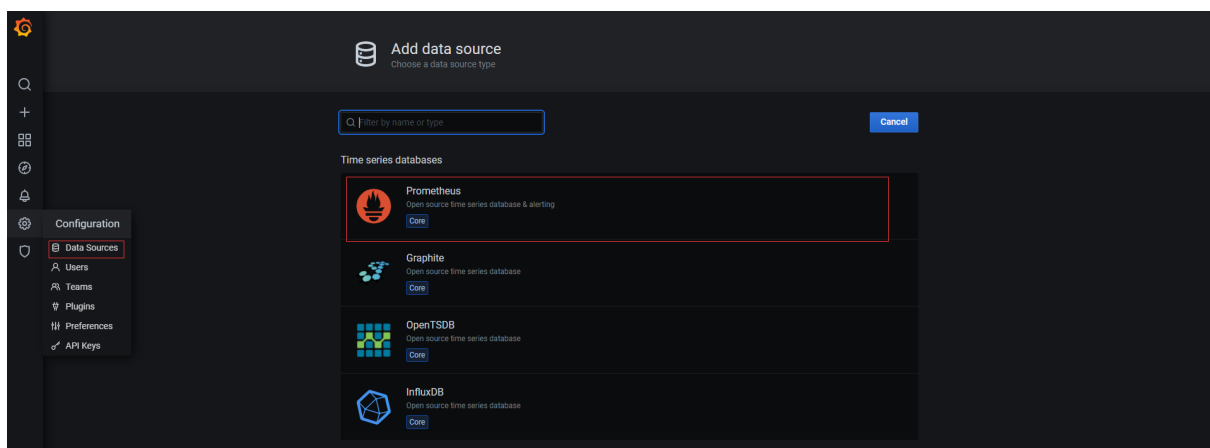 Add data source
Choose a data source type
Filter by name or type
Cancel
Time series databases
Prometheus
Open source time series database & alerting
Core
Graphite
Open source time series database
Core
OpenTSDB
Open source time series database
Core
InfluxDB
Open source time series database
Core
Configuration
Data Sources
Users
Teams
Plugins
Preferences
API Keys